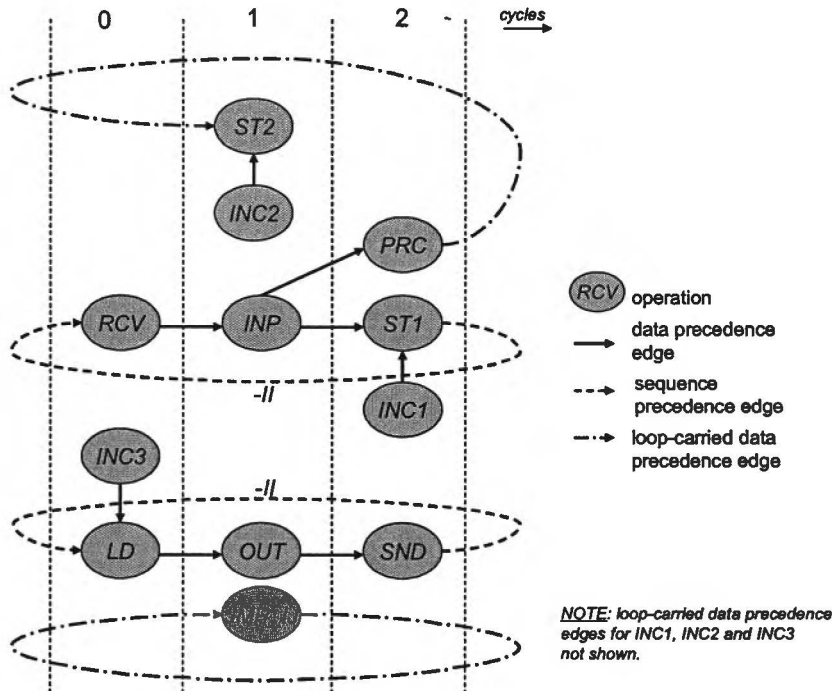 0 1 2 - cycles
ST2
INC2
PRC
RCV INP ST1
-II
INC1
INC3
-II
LD OUT SND
RCV operation
data precedence
edge
sequence
precedence edge
loop-carried data
precedence edge
NOTE: loop-carried data precedence
edges for INC1, INC2 and INC3
not shown.